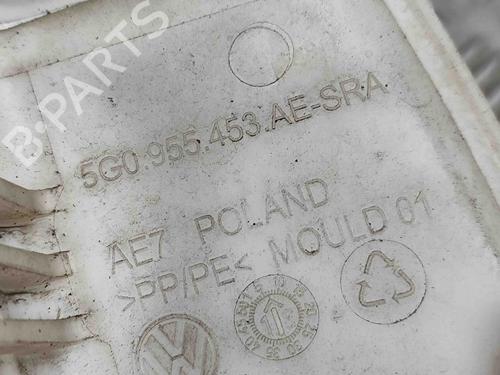 B-PARTS
5G0.955.453.AE-SRA
AE7 POLAND
>PP/PE< MOULD 01